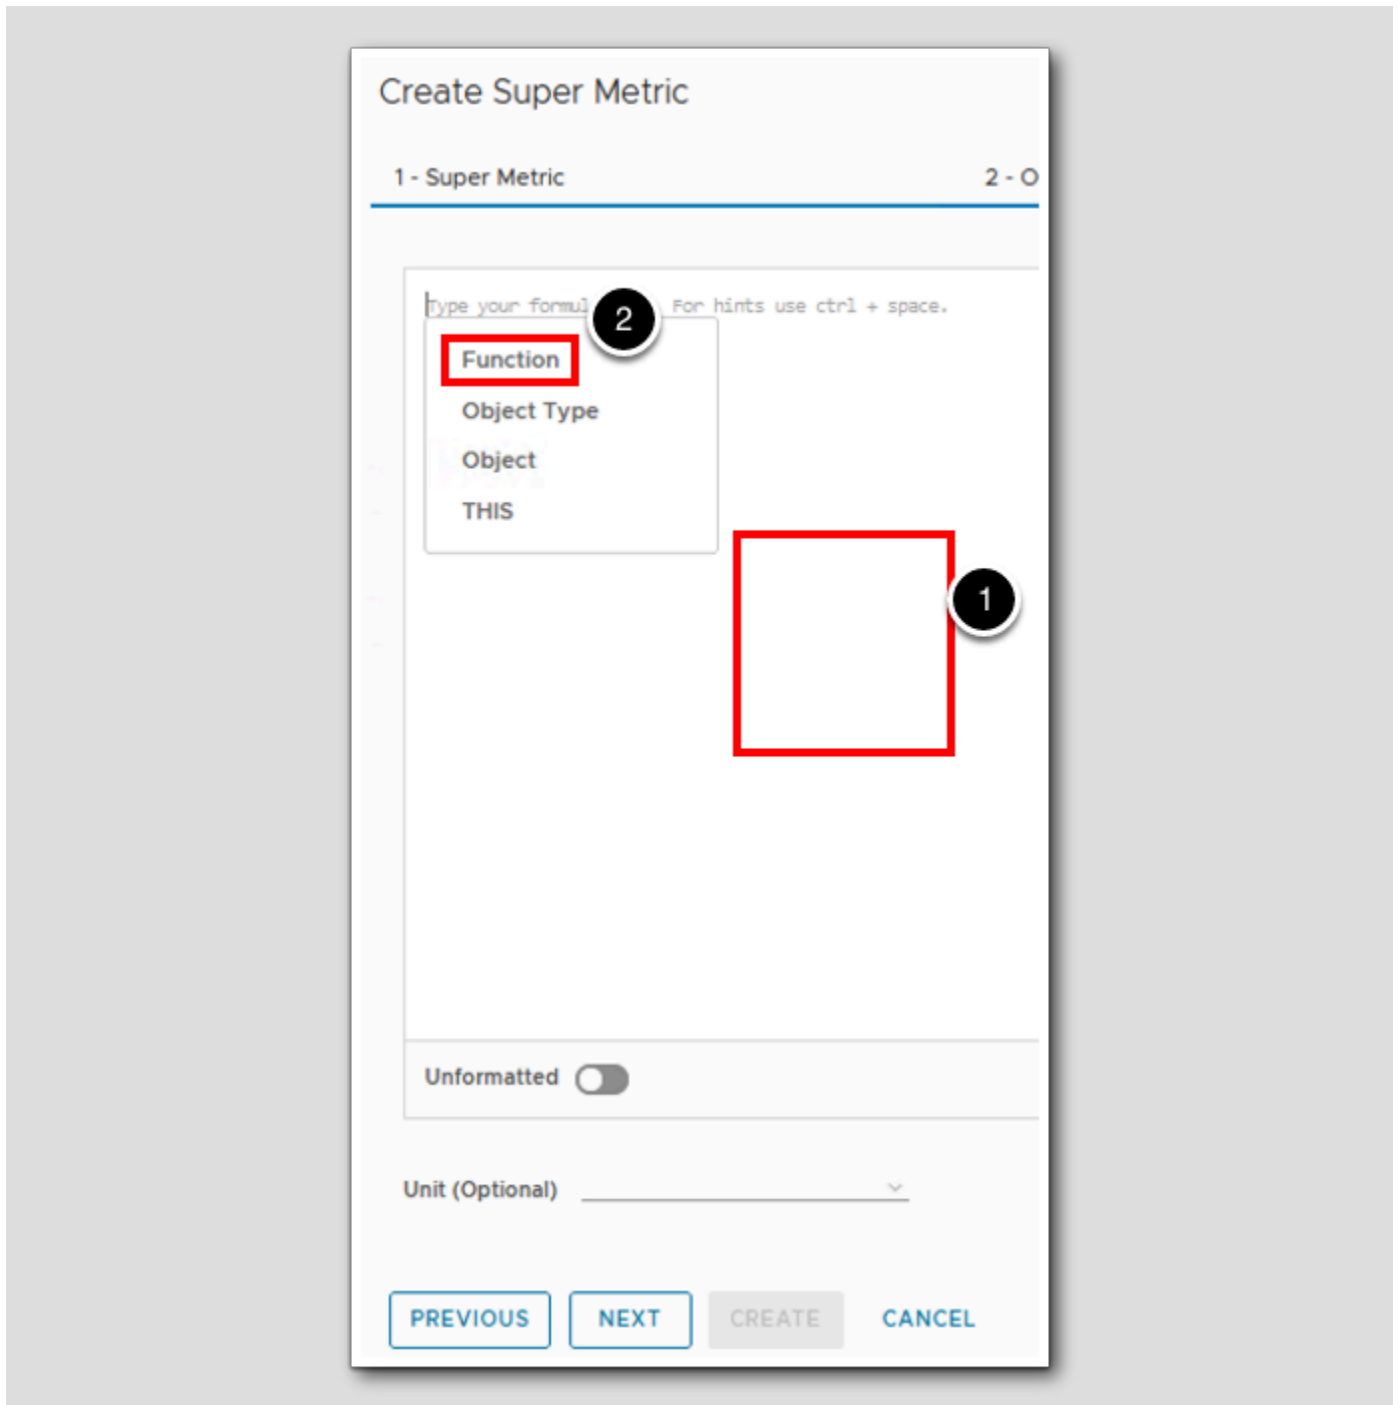 Create Super Metric
1 - Super Metric 2 - O
Type your formul For hints use ctrl + space.
2
Function
Object Type
Object
THIS
1
Unformatted
Unit (Optional)
PREVIOUS NEXT CREATE CANCEL